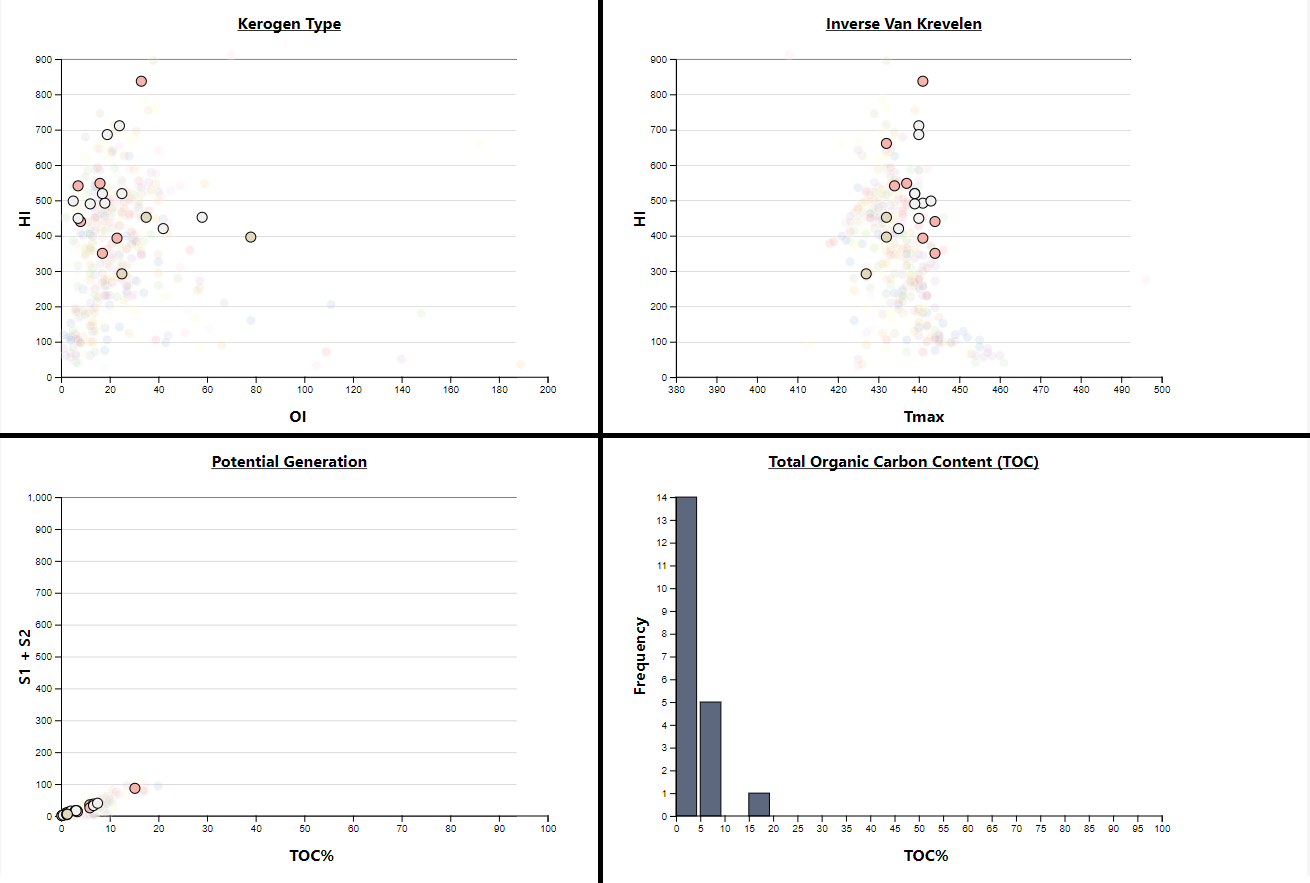 Kerogen Type
900
800
700
600
500
400
300
200
100
0
HI
0 20 40 60 80 100 120 140 160 180 200
OI
Inverse Van Krevelen
900
800
700
600
500
400
300
200
100
0
HI
380 390 400 410 420 430 440 450 460 470 480 490 500
Tmax
Potential Generation
1,000
900
800
700
600
500
400
300
200
100
0
S1 + S2
0 10 20 30 40 50 60 70 80 90 100
TOC%
Total Organic Carbon Content (TOC)
14
13
12
11
10
9
8
7
6
5
4
3
2
1
0
Frequency
0 5 10 15 20 25 30 35 40 45 50 55 60 65 70 75 80 85 90 95 100
TOC%